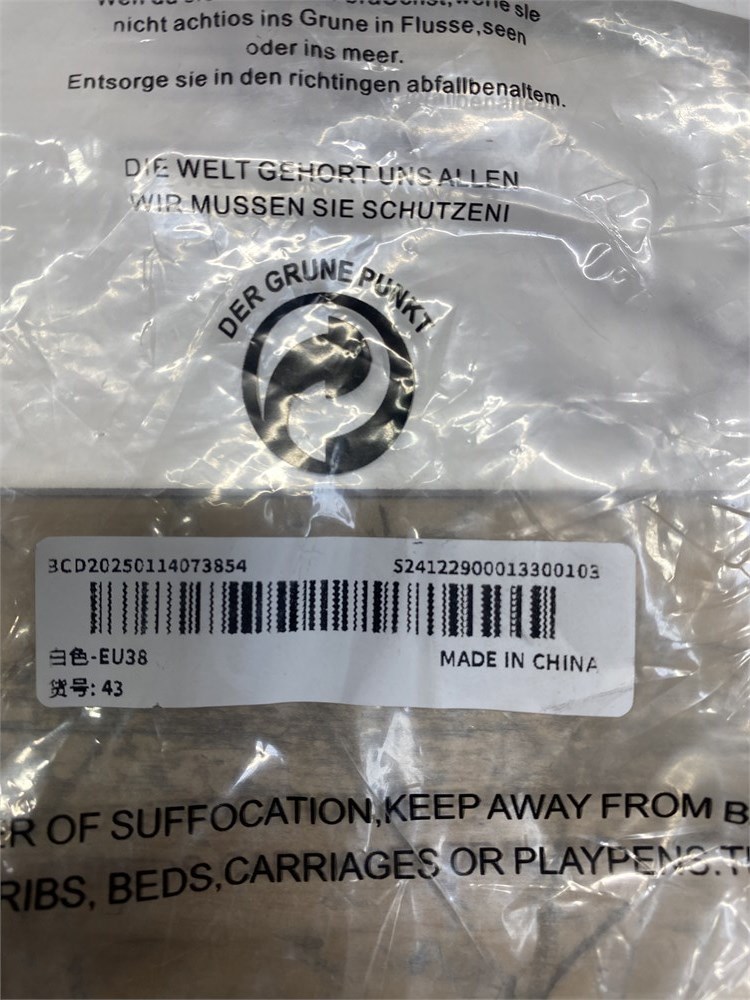 nicht achtios ins Grune in Flusse,seen
oder ins meer.
Entsorge sie in den richtingen abfallbenaltem.
DIE WELT GEHORT UNS ALLEN
WIR MUSSEN SIE SCHUTZENI
DER GRUNE PUNKT
BCD20250114073854
S24122900013300103
白色-EU38
MADE IN CHINA
货号: 43
R OF SUFFOCATION,KEEP AWAY FROM B
RIBS, BEDS,CARRIAGES OR PLAYPENS.T